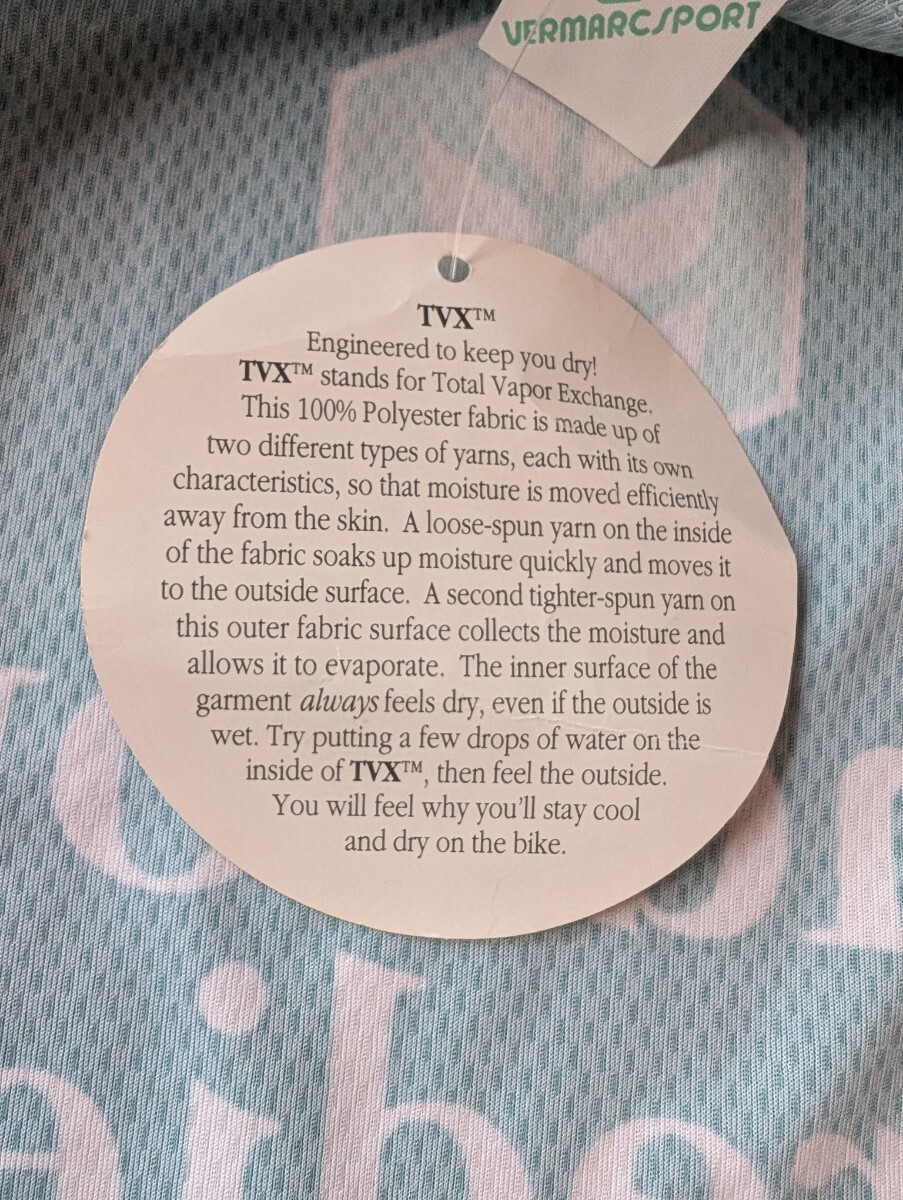 VERMARC/SPORT
TVX™
Engineered to keep you dry!
TVX™ stands for Total Vapor Exchange.
This 100% Polyester fabric is made up of
two different types of yarns, each with its own
characteristics, so that moisture is moved efficiently
away from the skin. A loose-spun yarn on the inside
of the fabric soaks up moisture quickly and moves it
to the outside surface. A second tighter-spun yarn on
this outer fabric surface collects the moisture and
allows it to evaporate. The inner surface of the
garment always feels dry, even if the outside is
wet. Try putting a few drops of water on the
inside of TVX™, then feel the outside.
You will feel why you'll stay cool
and dry on the bike.